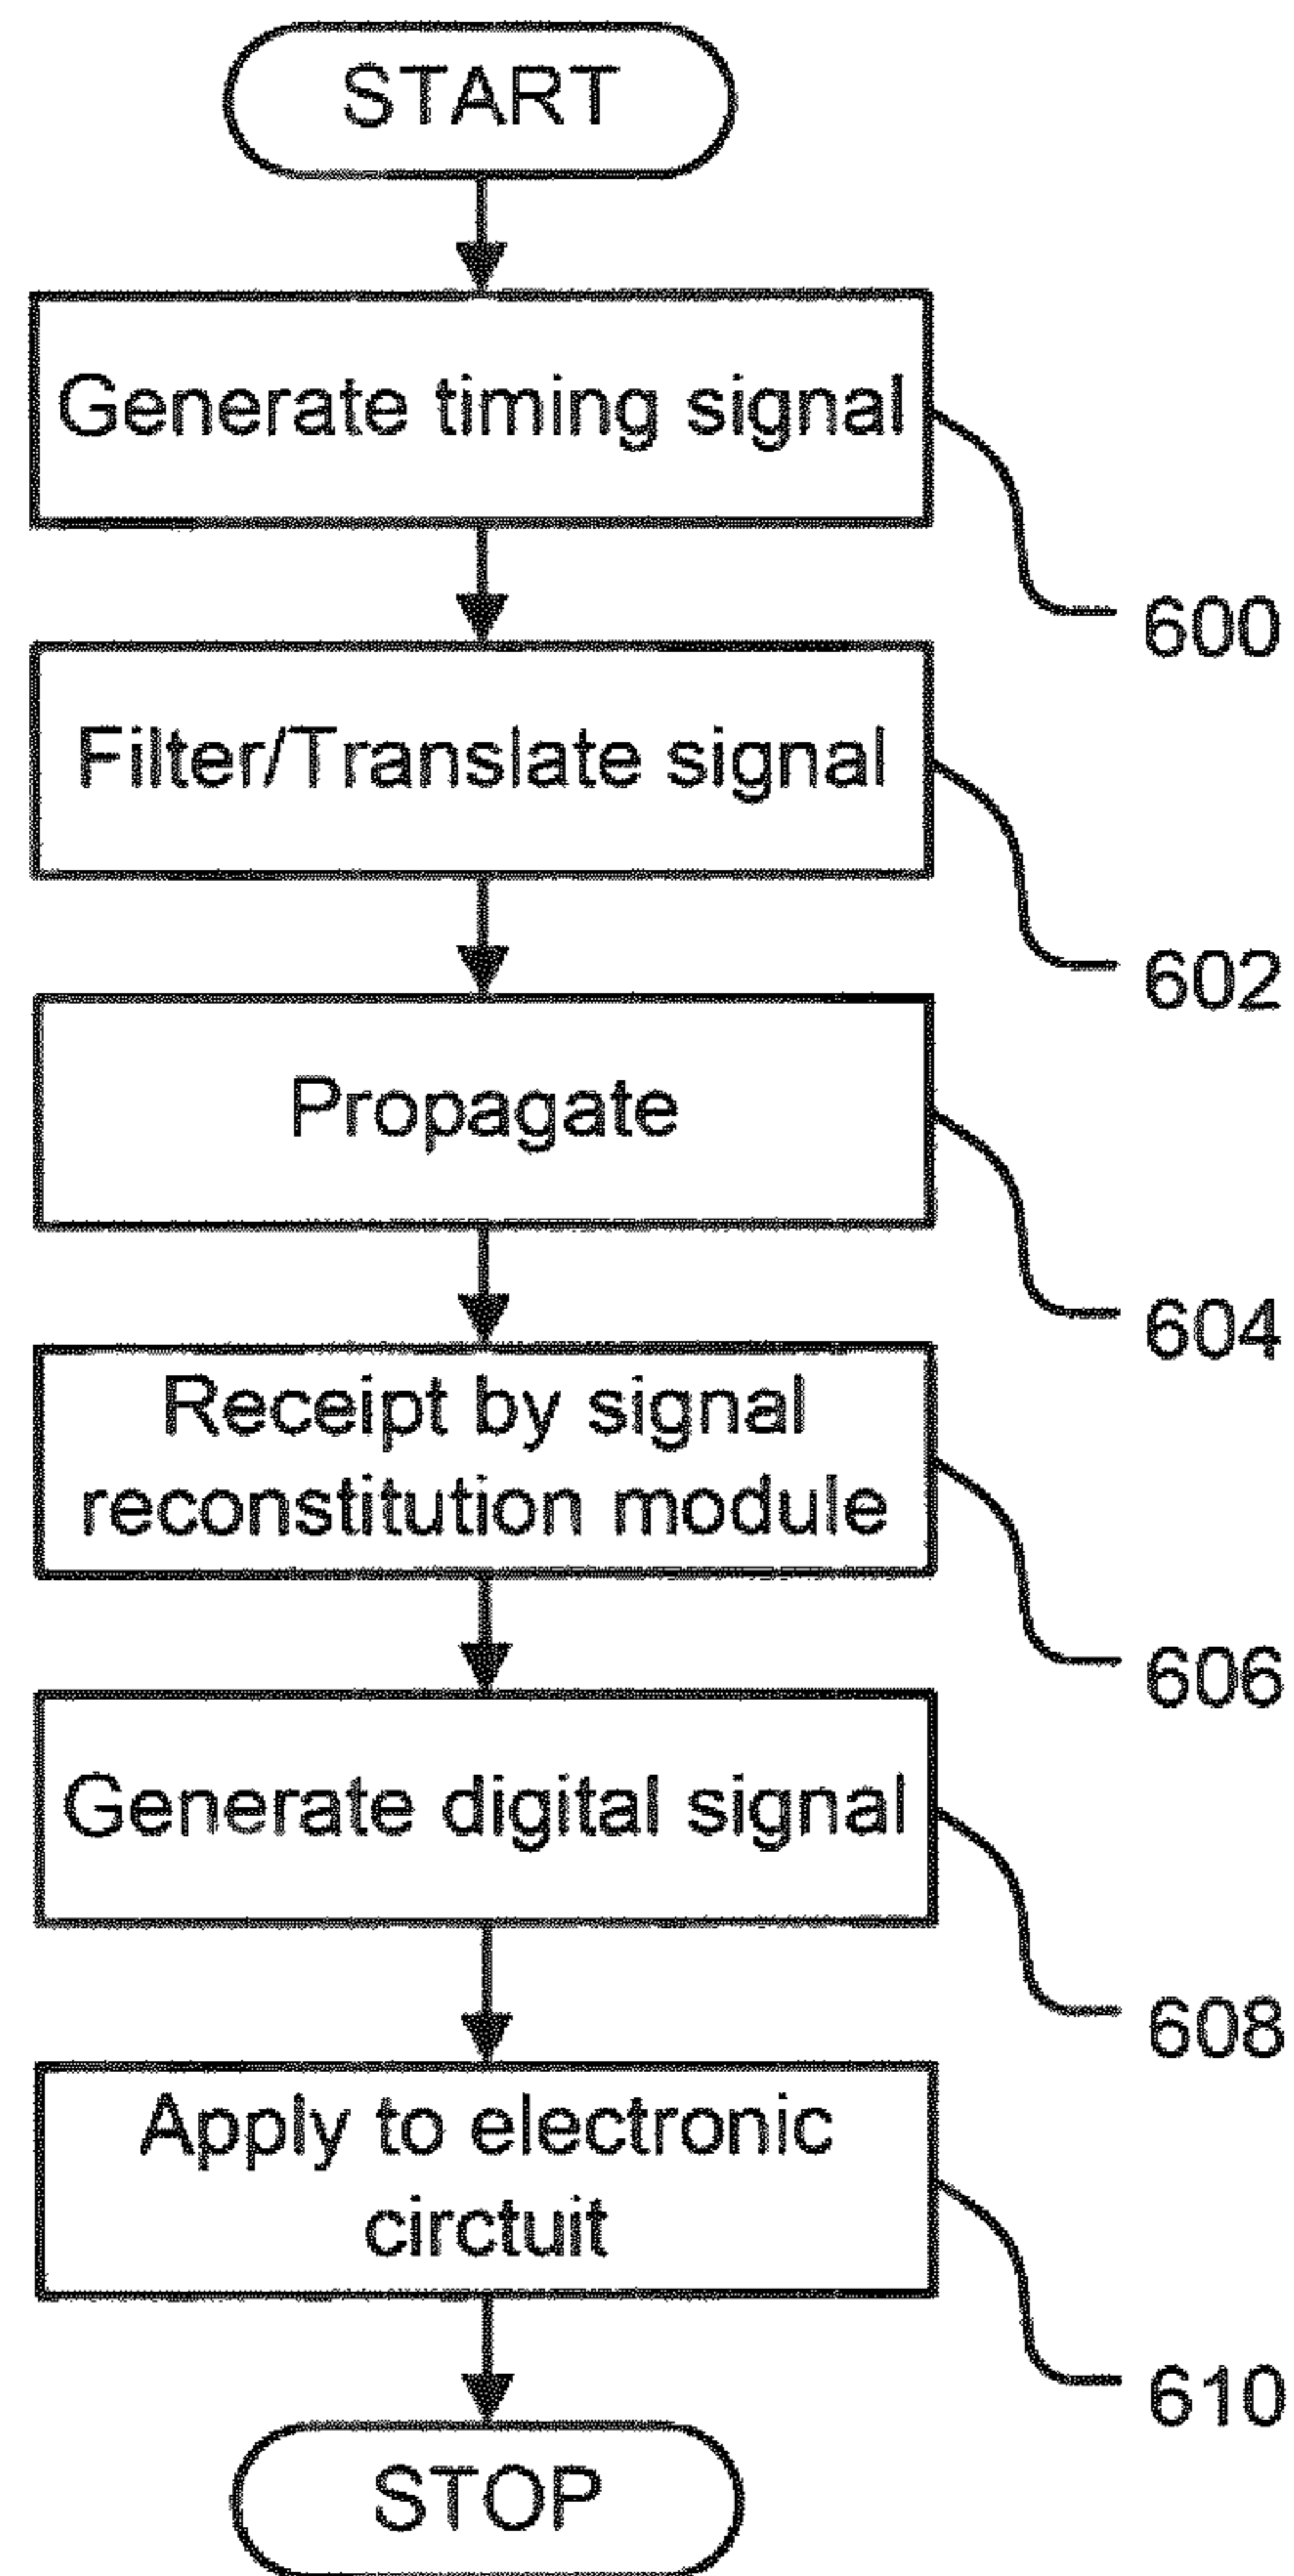 START
Generate timing signal
600
Filter/Translate signal
602
Propagate
604
Receipt by signal
reconstitution module
606
Generate digital signal
608
Apply to electronic
circtuit
610
STOP